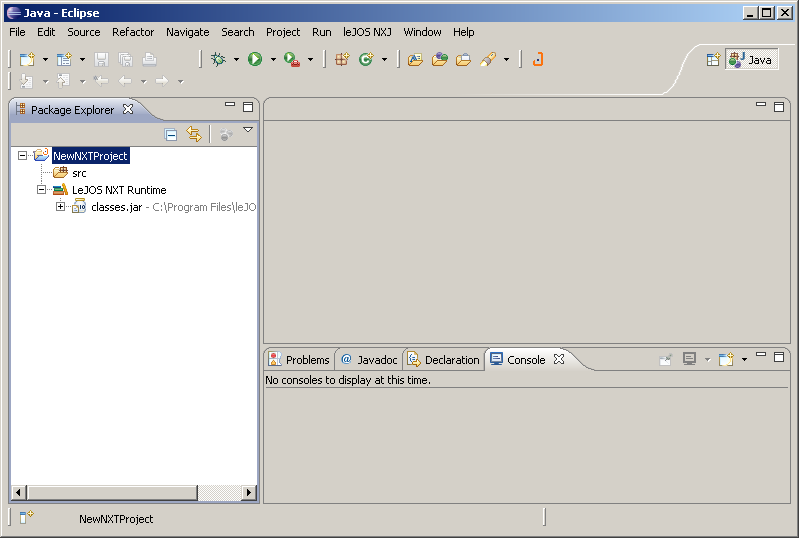 Java - Eclipse
File Edit Source Refactor Navigate Search Project Run leJOS NXJ Window Help
Java
Package Explorer
NewNXTProject
src
LeJOS NXT Runtime
classes.jar - C:\Program Files\leJO
Problems @ Javadoc Declaration Console
No consoles to display at this time.
NewNXTProject